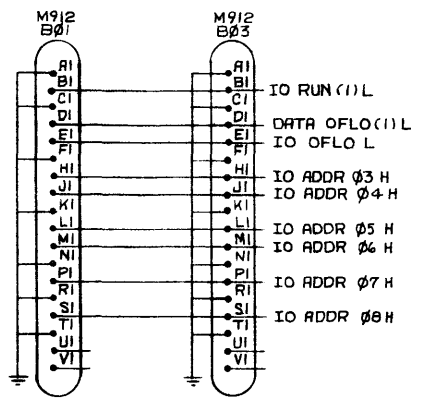 M912 M912
BØ1 BØ3
A1 A1
B1 B1 IO RUN (1) L
C1 C1
D1 D1 DATA OFLO (1) L
E1 E1 IO OFLO L
F1 F1
H1 H1 IO ADDR Ø3 H
J1 J1 IO ADDR Ø4 H
K1 K1
L1 L1 IO ADDR Ø5 H
M1 M1 IO ADDR Ø6 H
N1 N1
P1 P1 IO ADDR Ø7 H
R1 R1
S1 S1 IO ADDR Ø8 H
T1 T1
U1 U1
V1 V1